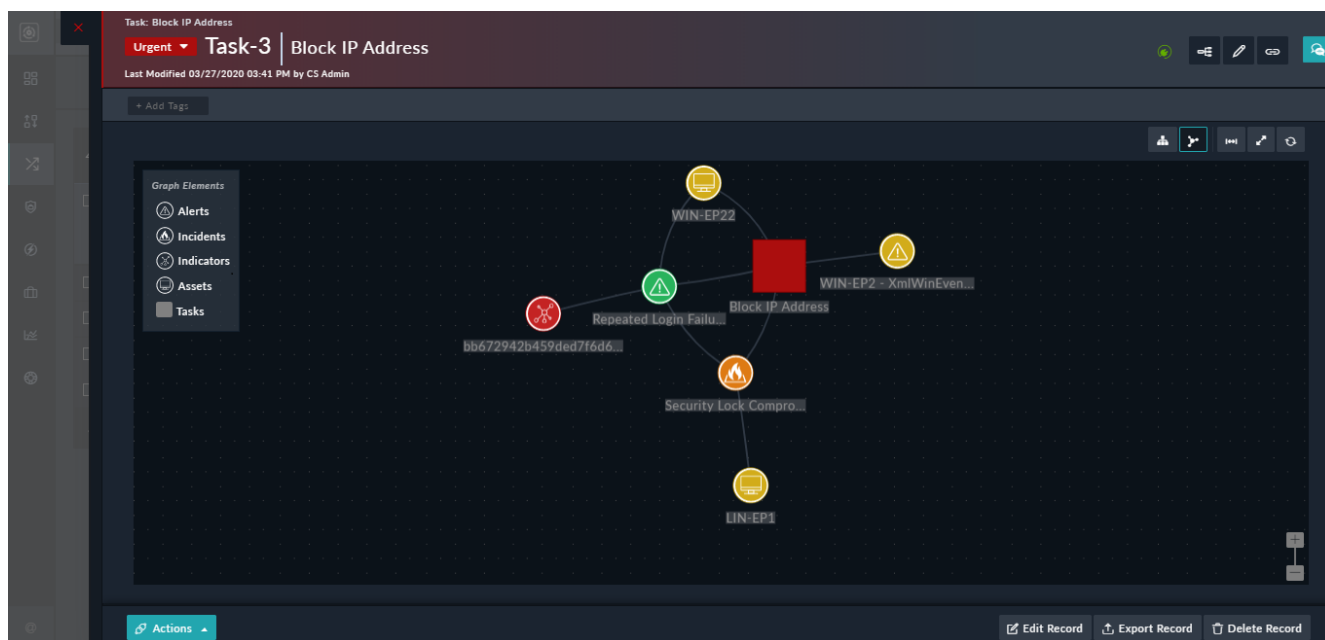 Task: Block IP Address
Urgent Task-3 Block IP Address
Last Modified 03/27/2020 03:41 PM by CS Admin
+ Add Tags
Graph Elements
Alerts
Incidents
Indicators
Assets
Tasks
WIN-EP22
WIN-EP2 - XmlWinEven...
Block IP Address
Repeated Login Failu...
bb672942b459ded7f6d6...
Security Lock Compro...
LIN-EP1
Actions
Edit Record Export Record Delete Record